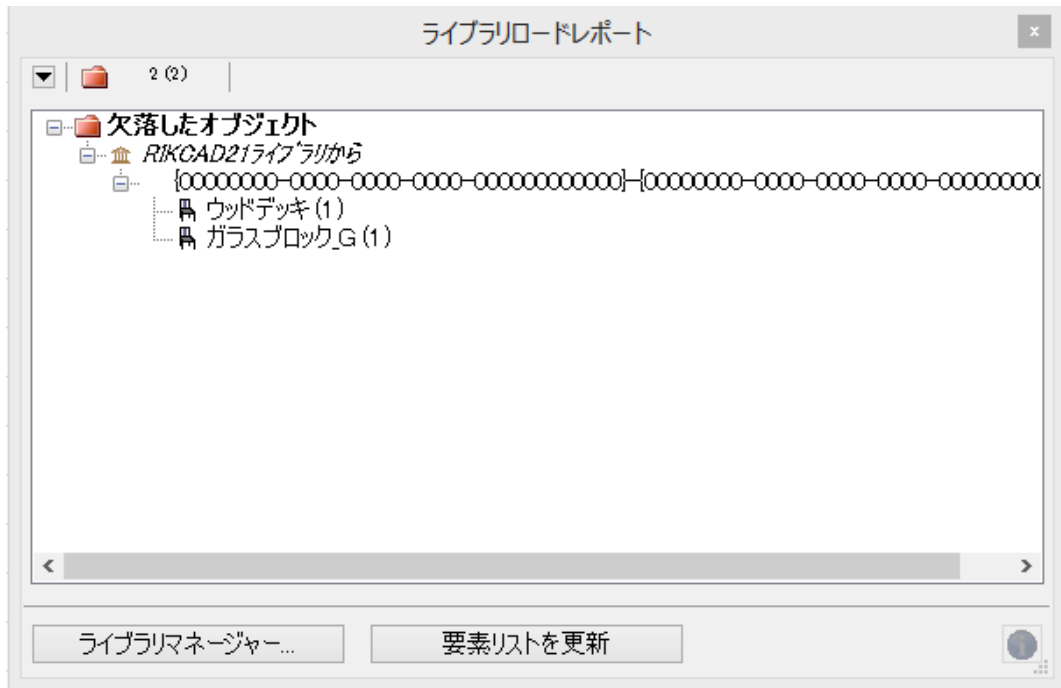 ライブラリロードレポート
x
2 (2)
欠落したオブジェクト
RIKCAD21ライブラリから
{00000000-0000-0000-0000-000000000000}-{00000000-0000-0000-0000-000000000
ウッドデッキ (1)
ガラスブロック_G (1)
ライブラリマネージャー...
要素リストを更新